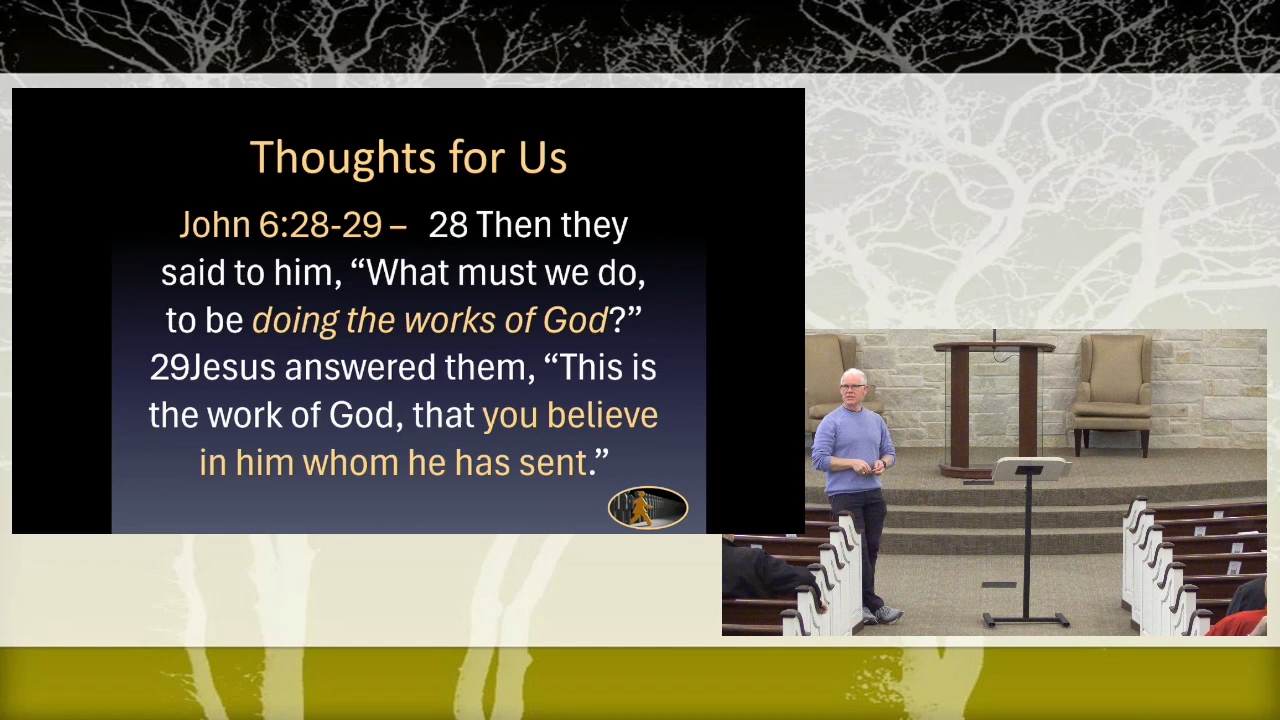 Thoughts for Us
John 6:28-29 – 28 Then they
said to him, “What must we do,
to be doing the works of God?”
29Jesus answered them, “This is
the work of God, that you believe
in him whom he has sent.”